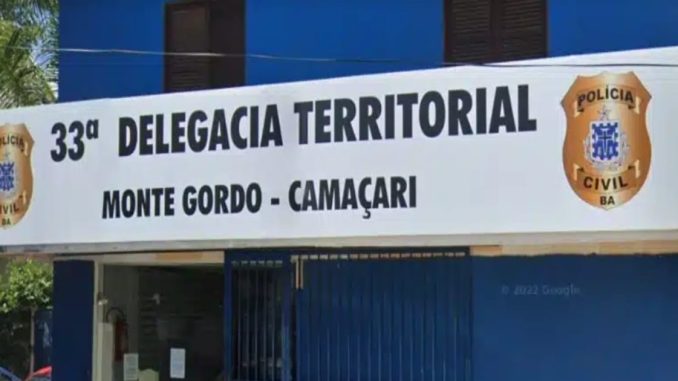 33ª DELEGACIA TERRITORIAL
MONTE GORDO - CAMAÇARI
POLÍCIA
CIVIL
BA
© 2022 Google